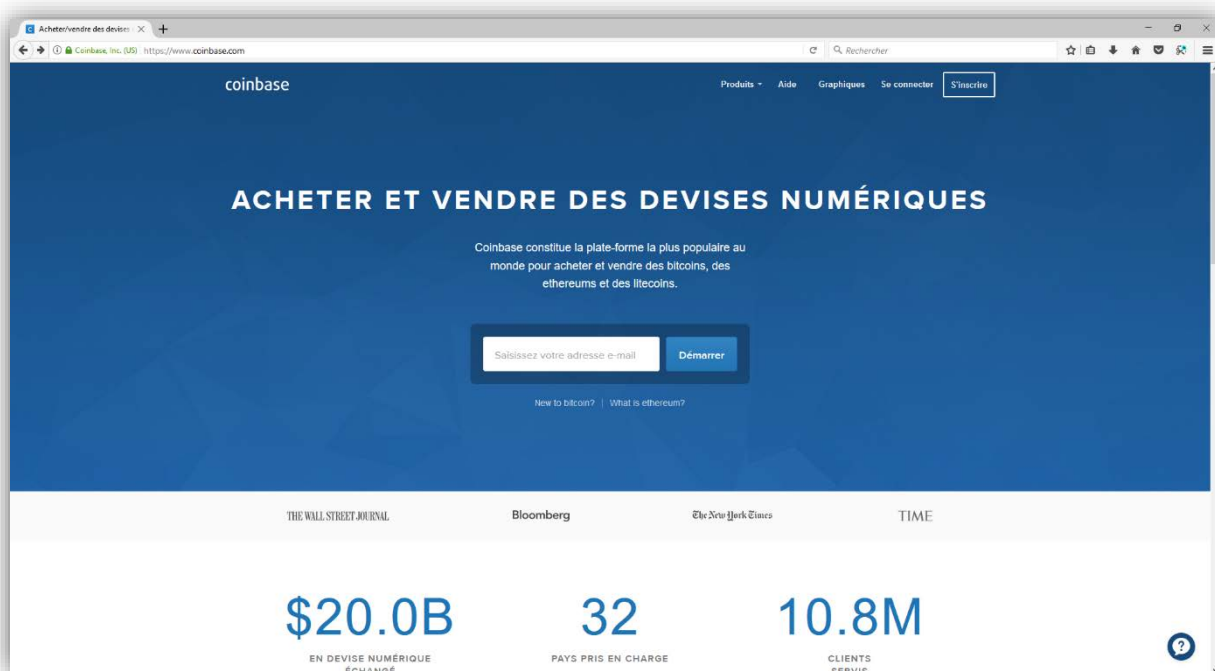 Acheter/vendre des devises
Coinbase, Inc. (US) https://www.coinbase.com
Rechercher
coinbase
Produits Aide Graphiques Se connecter S'inscrire
ACHETER ET VENDRE DES DEVISES NUMÉRIQUES
Coinbase constitue la plate-forme la plus populaire au
monde pour acheter et vendre des bitcoins, des
ethereums et des litecoins.
Saisissez votre adresse e-mail Démarrer
New to bitcoin? | What is ethereum?
THE WALL STREET JOURNAL Bloomberg The New York Times TIME
$20.0B 32 10.8M
EN DEVISE NUMÉRIQUE PAYS PRIS EN CHARGE CLIENTS
ÉCHANGÉ SERVIS